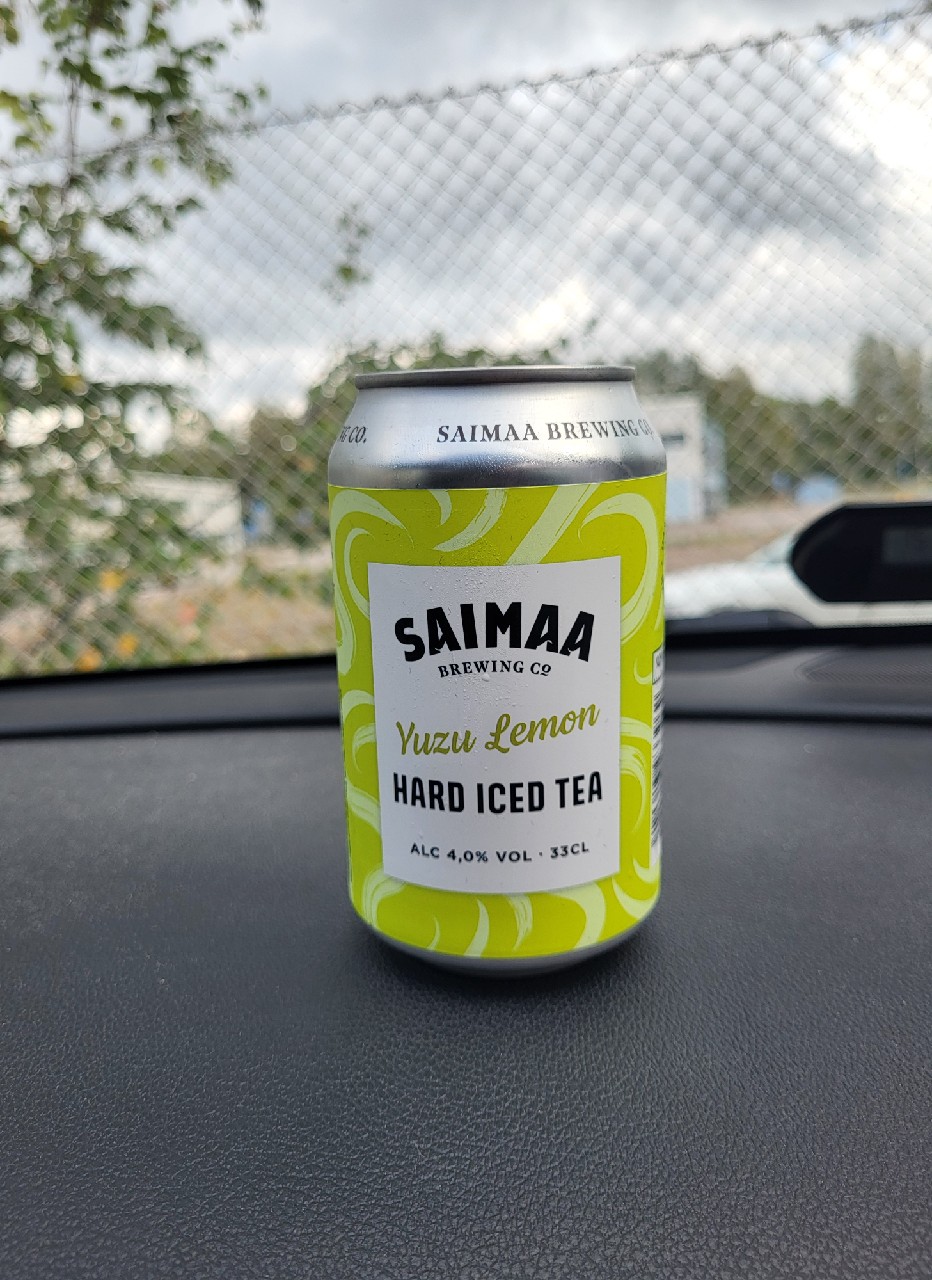 CO.
SAIMAA BREWING
SAIMAA
BREWING CO
Yuzu Lemon
HARD ICED TEA
ALC 4,0% VOL · 33CL